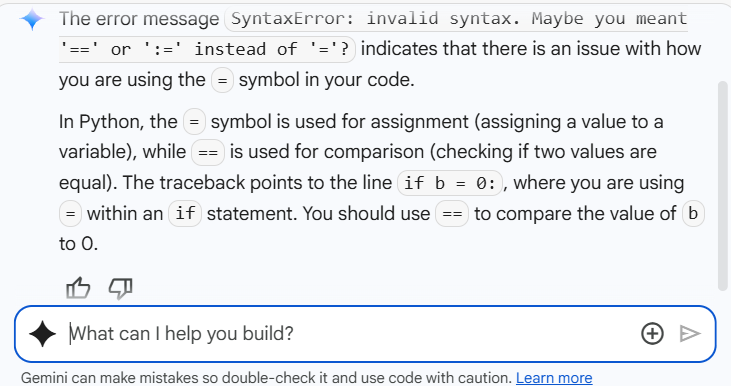 The error message SyntaxError: invalid syntax. Maybe you meant
'==' or ':=' instead of '='? indicates that there is an issue with how
you are using the = symbol in your code.
In Python, the = symbol is used for assignment (assigning a value to a
variable), while == is used for comparison (checking if two values are
equal). The traceback points to the line if b = 0:, where you are using
= within an if statement. You should use == to compare the value of b
to 0.
What can I help you build?
Gemini can make mistakes so double-check it and use code with caution. Learn more